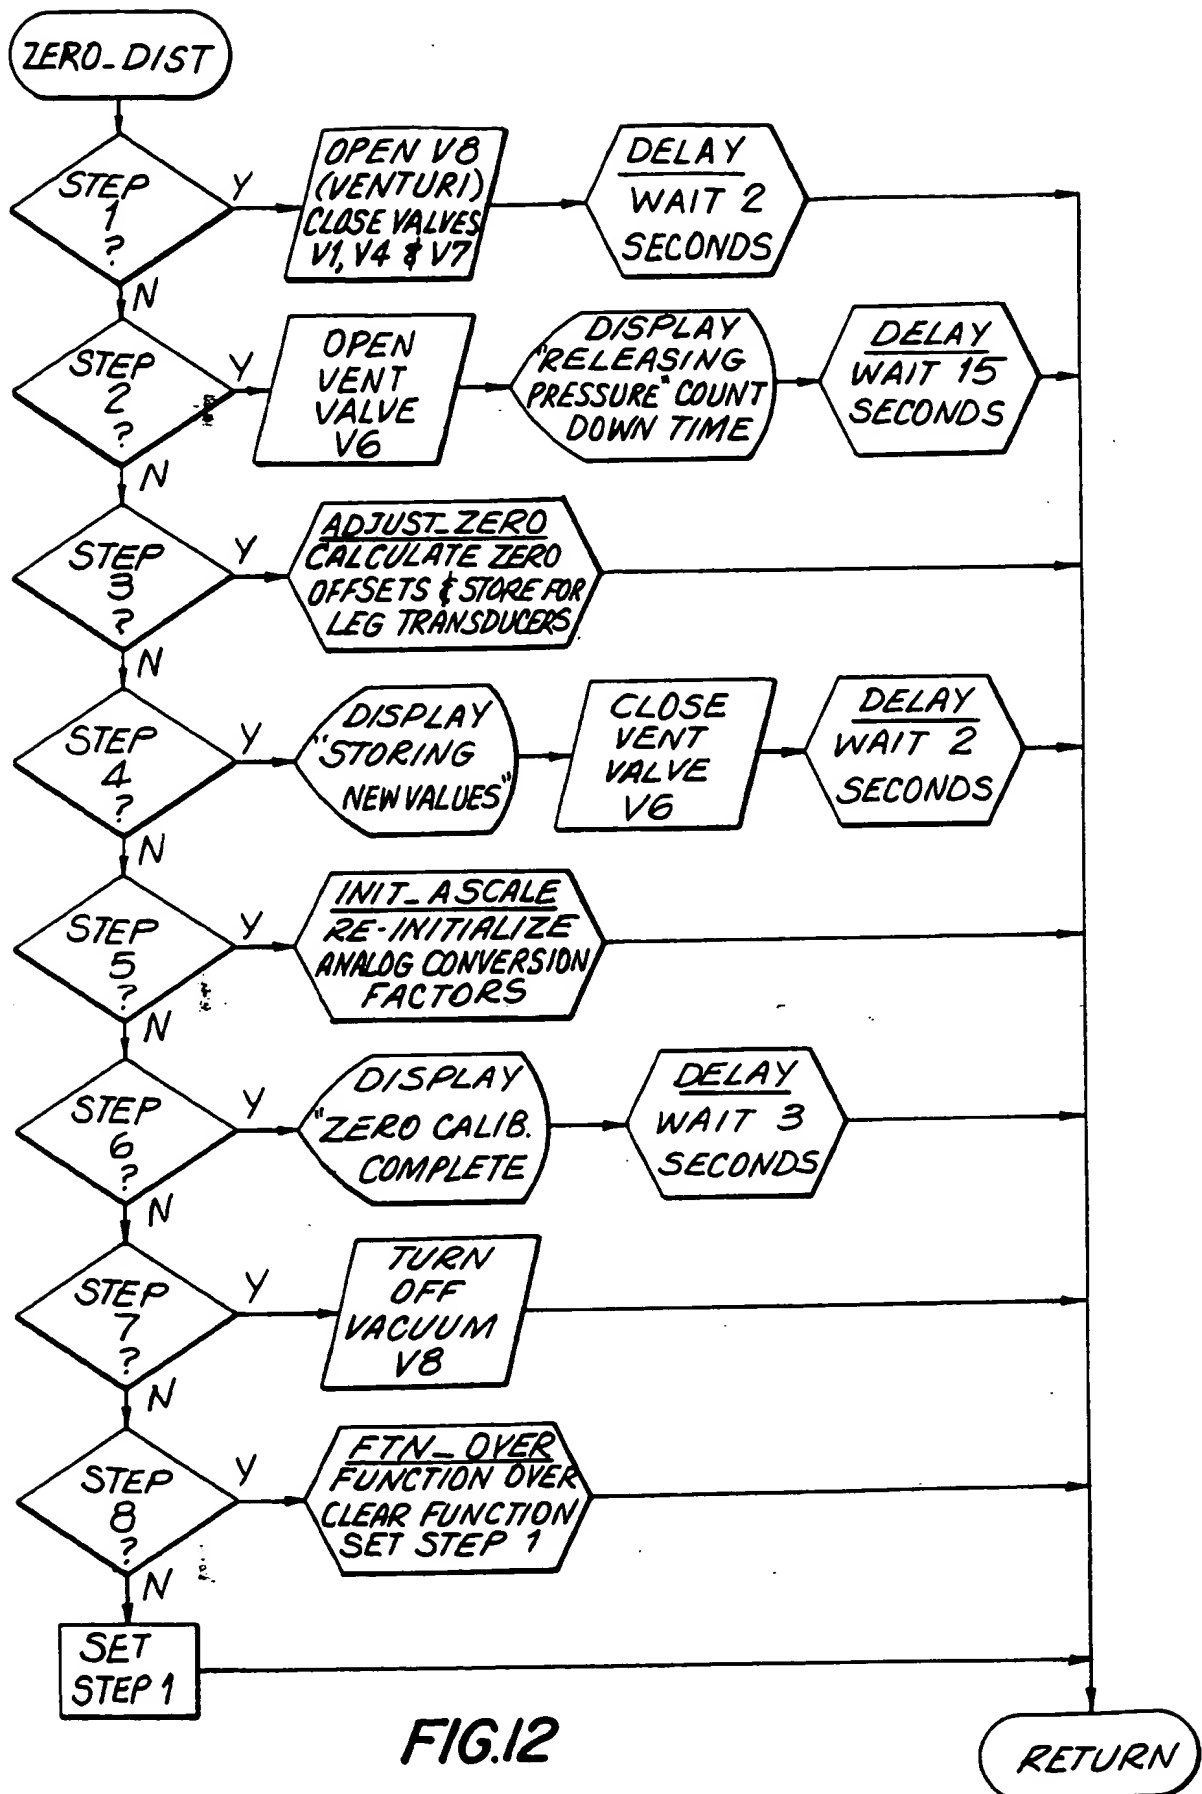 ZERO_DIST
STEP
1
?
Y
OPEN V8
(VENTURI)
CLOSE VALVES
V1, V4 & V7
DELAY
WAIT 2
SECONDS
N
STEP
2
?
Y
OPEN
VENT
VALVE
V6
DISPLAY
"RELEASING
PRESSURE" COUNT
DOWN TIME
DELAY
WAIT 15
SECONDS
N
STEP
3
?
Y
ADJUST_ZERO
CALCULATE ZERO
OFFSETS & STORE FOR
LEG TRANSDUCERS
N
STEP
4
?
Y
DISPLAY
"STORING
NEW VALUES"
CLOSE
VENT
VALVE
V6
DELAY
WAIT 2
SECONDS
N
STEP
5
?
Y
INIT_ASCALE
RE-INITIALIZE
ANALOG CONVERSION
FACTORS
N
STEP
6
?
Y
DISPLAY
"ZERO CALIB.
COMPLETE
DELAY
WAIT 3
SECONDS
N
STEP
7
?
Y
TURN
OFF
VACUUM
V8
N
STEP
8
?
Y
FTN_OVER
FUNCTION OVER
CLEAR FUNCTION
SET STEP 1
N
SET
STEP 1
RETURN
FIG.12